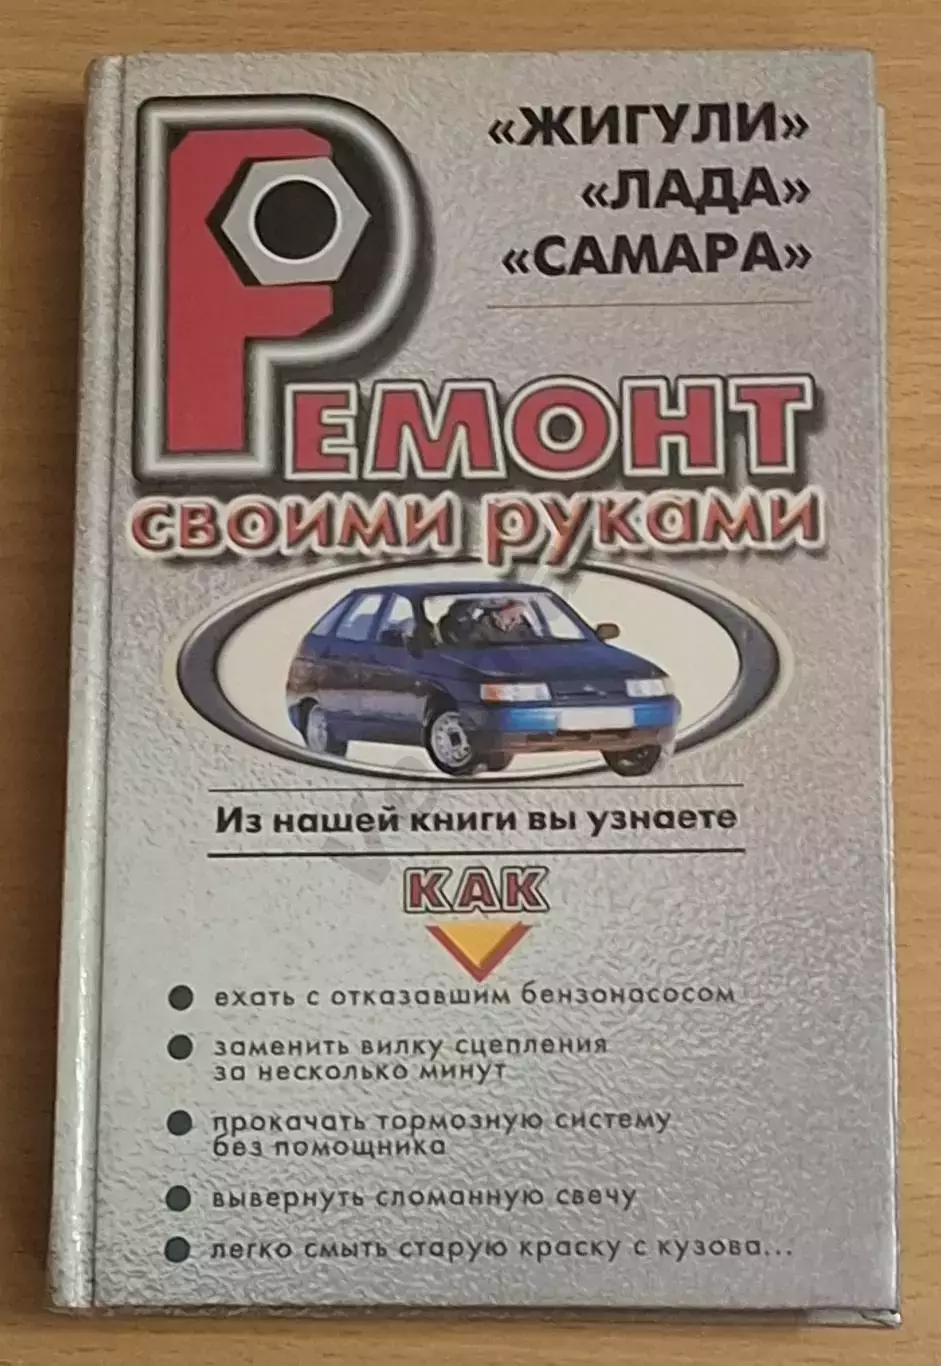 «ЖИГУЛИ»
«ЛАДА»
«САМАРА»
РЕМОНТ
СВОИМИ РУКАМИ
Из нашей книги вы узнаете
КАК
ехать с отказавшим бензонасосом
заменить вилку сцепления
за несколько минут
прокачать тормозную систему
без помощника
вывернуть сломанную свечу
легко смыть старую краску с кузова...